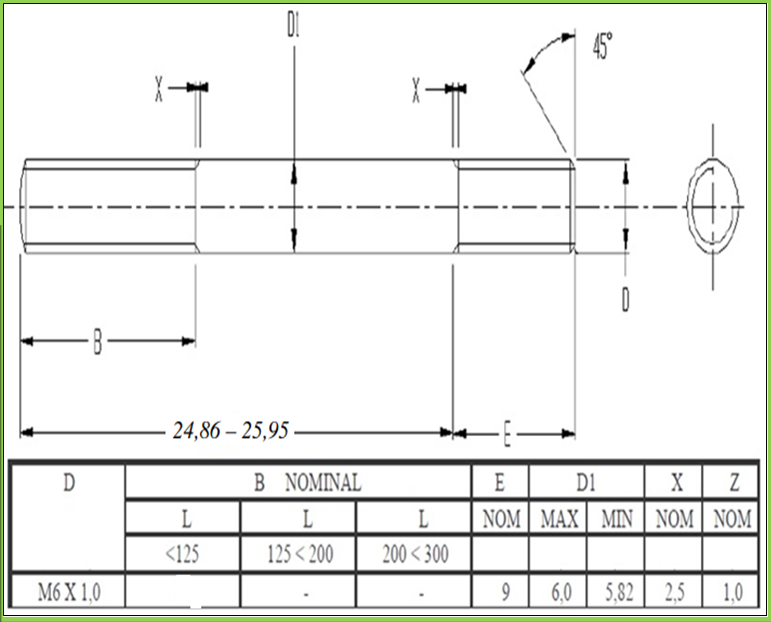 D1
X
X
45°
D
B
24,86 – 25,95
E
D B NOMINAL E D1 X Z
L L L NOM MAX MIN NOM NOM
<125 125 < 200 200 < 300
M6 X 1,0 - - 9 6,0 5,82 2,5 1,0